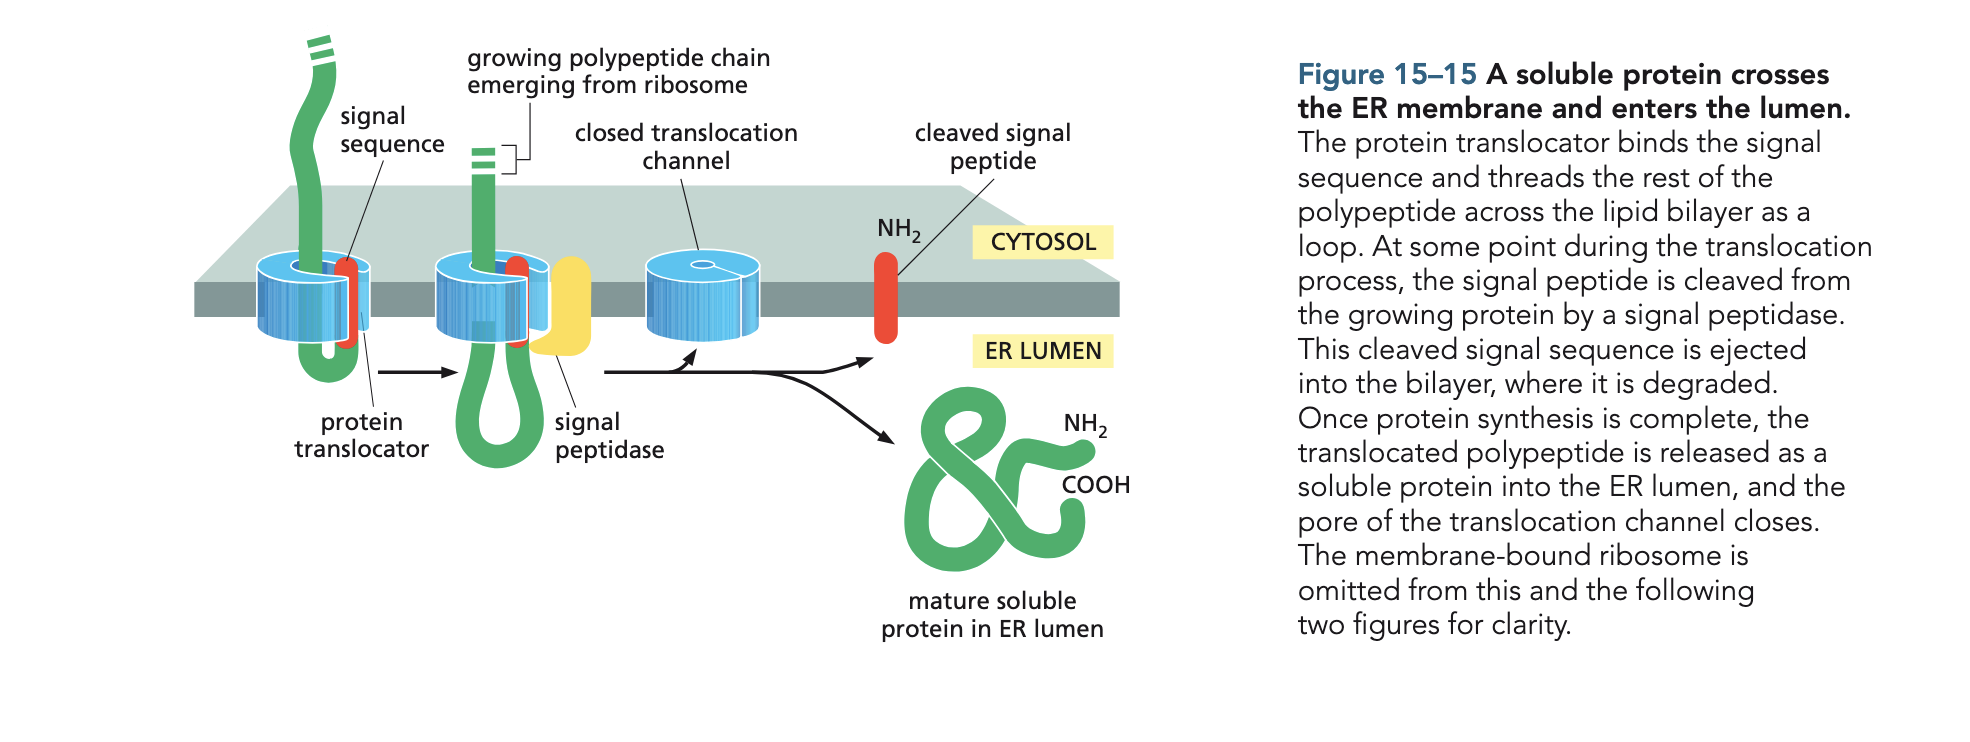 growing polypeptide chain
emerging from ribosome
signal
sequence
closed translocation
channel
cleaved signal
peptide
NH2
CYTOSOL
ER LUMEN
protein
translocator
signal
peptidase
NH2
COOH
mature soluble
protein in ER lumen
Figure 15–15 A soluble protein crosses
the ER membrane and enters the lumen.
The protein translocator binds the signal
sequence and threads the rest of the
polypeptide across the lipid bilayer as a
loop. At some point during the translocation
process, the signal peptide is cleaved from
the growing protein by a signal peptidase.
This cleaved signal sequence is ejected
into the bilayer, where it is degraded.
Once protein synthesis is complete, the
translocated polypeptide is released as a
soluble protein into the ER lumen, and the
pore of the translocation channel closes.
The membrane-bound ribosome is
omitted from this and the following
two figures for clarity.